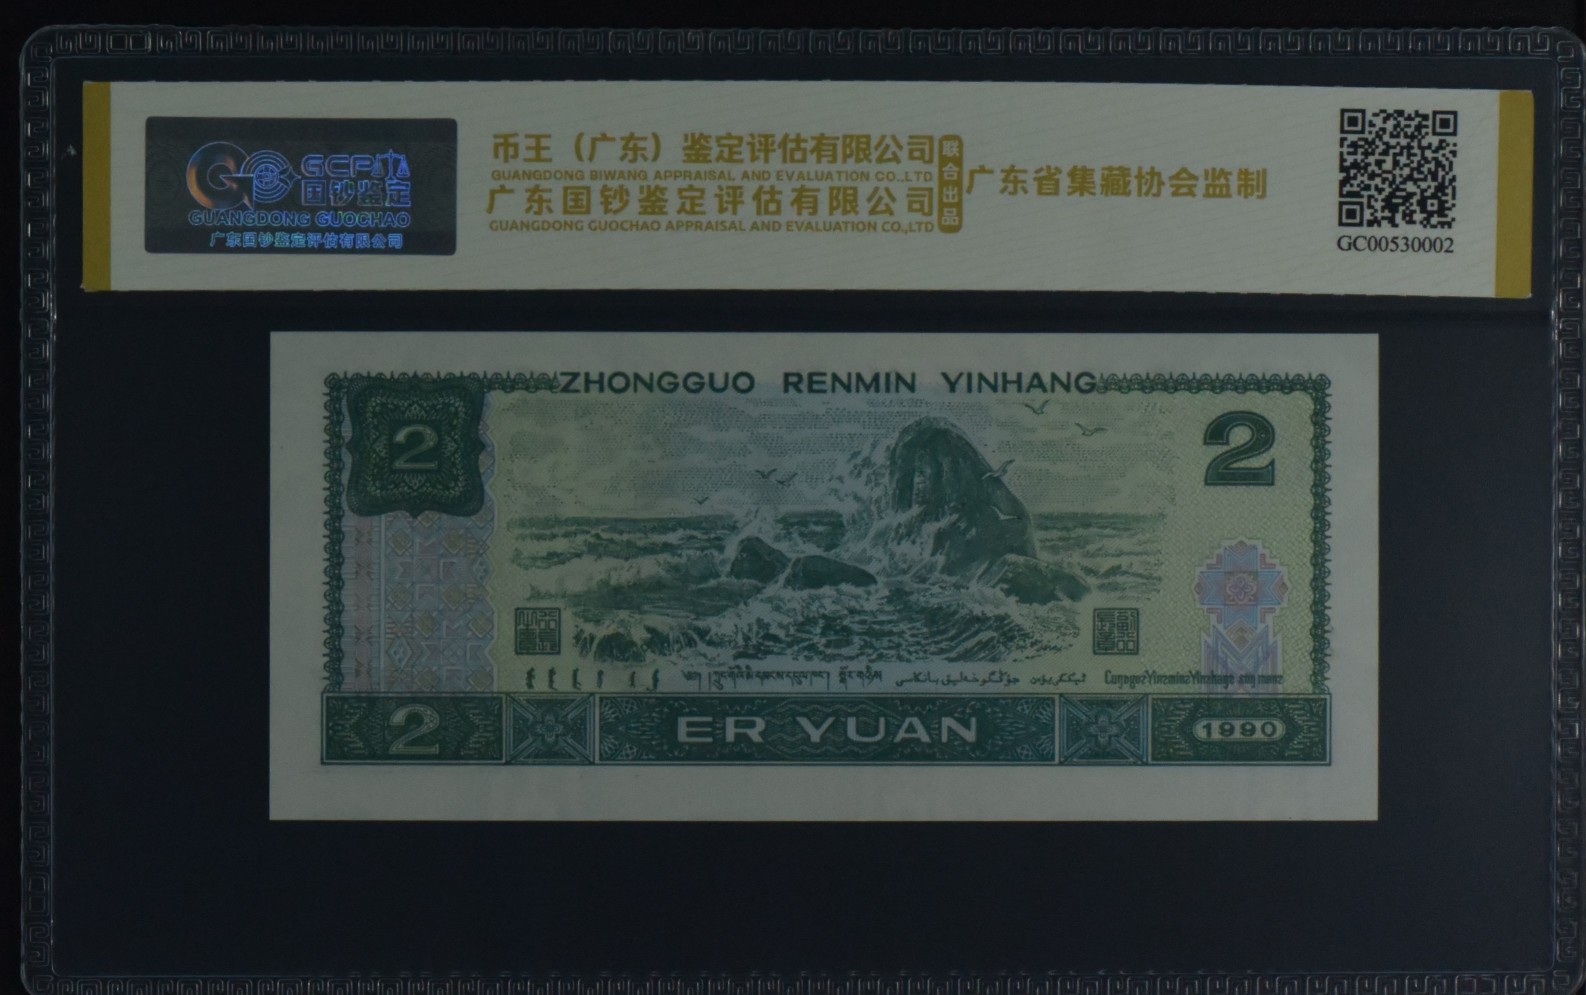 GCP
国钞鉴定
GUANGDONG GUOCHAO
广东国钞鉴定评估有限公司
币王（广东）鉴定评估有限公司
GUANGDONG BIWANG APPRAISAL AND EVALUATION CO.,LTD
广东国钞鉴定评估有限公司
GUANGDONG GUOCHAO APPRAISAL AND EVALUATION CO.,LTD
联合出品
广东省集藏协会监制
GC00530002
ZHONGGUO RENMIN YINHANG
2
2
2
ER YUAN
1990